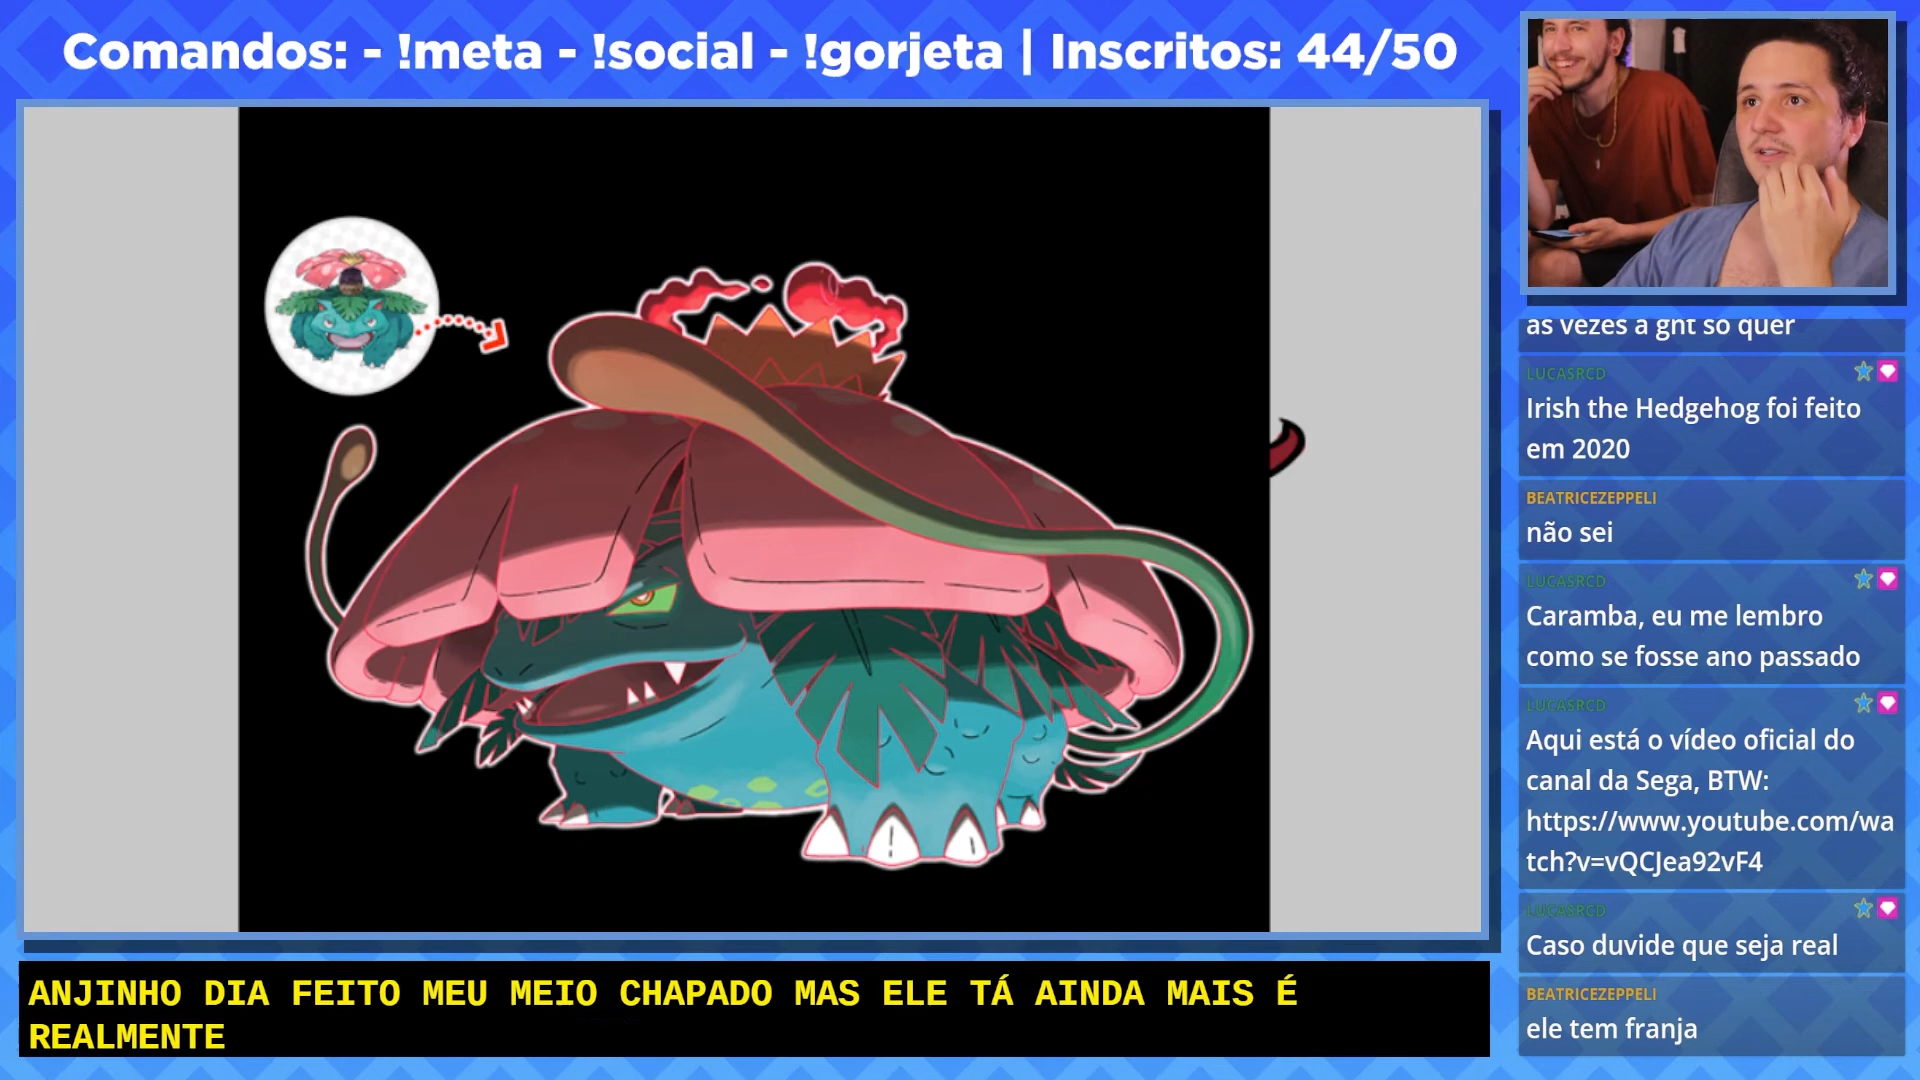 Comandos: - !meta - !social - !gorjeta | Inscritos: 44/50
as vezes a ght so quer
LUCASRCD
Irish the Hedgehog foi feito
em 2020
BEATRICEZEPPELI
não sei
LUCASRCD
Caramba, eu me lembro
como se fosse ano passado
LUCASRCD
Aqui está o vídeo oficial do
canal da Sega, BTW:
https://www.youtube.com/wa
tch?v=vQCJea92vF4
LUCASRCD
Caso duvide que seja real
BEATRICEZEPPELI
ele tem franja
ANJINHO DIA FEITO MEU MEIO CHAPADO MAS ELE TÁ AINDA MAIS É
REALMENTE